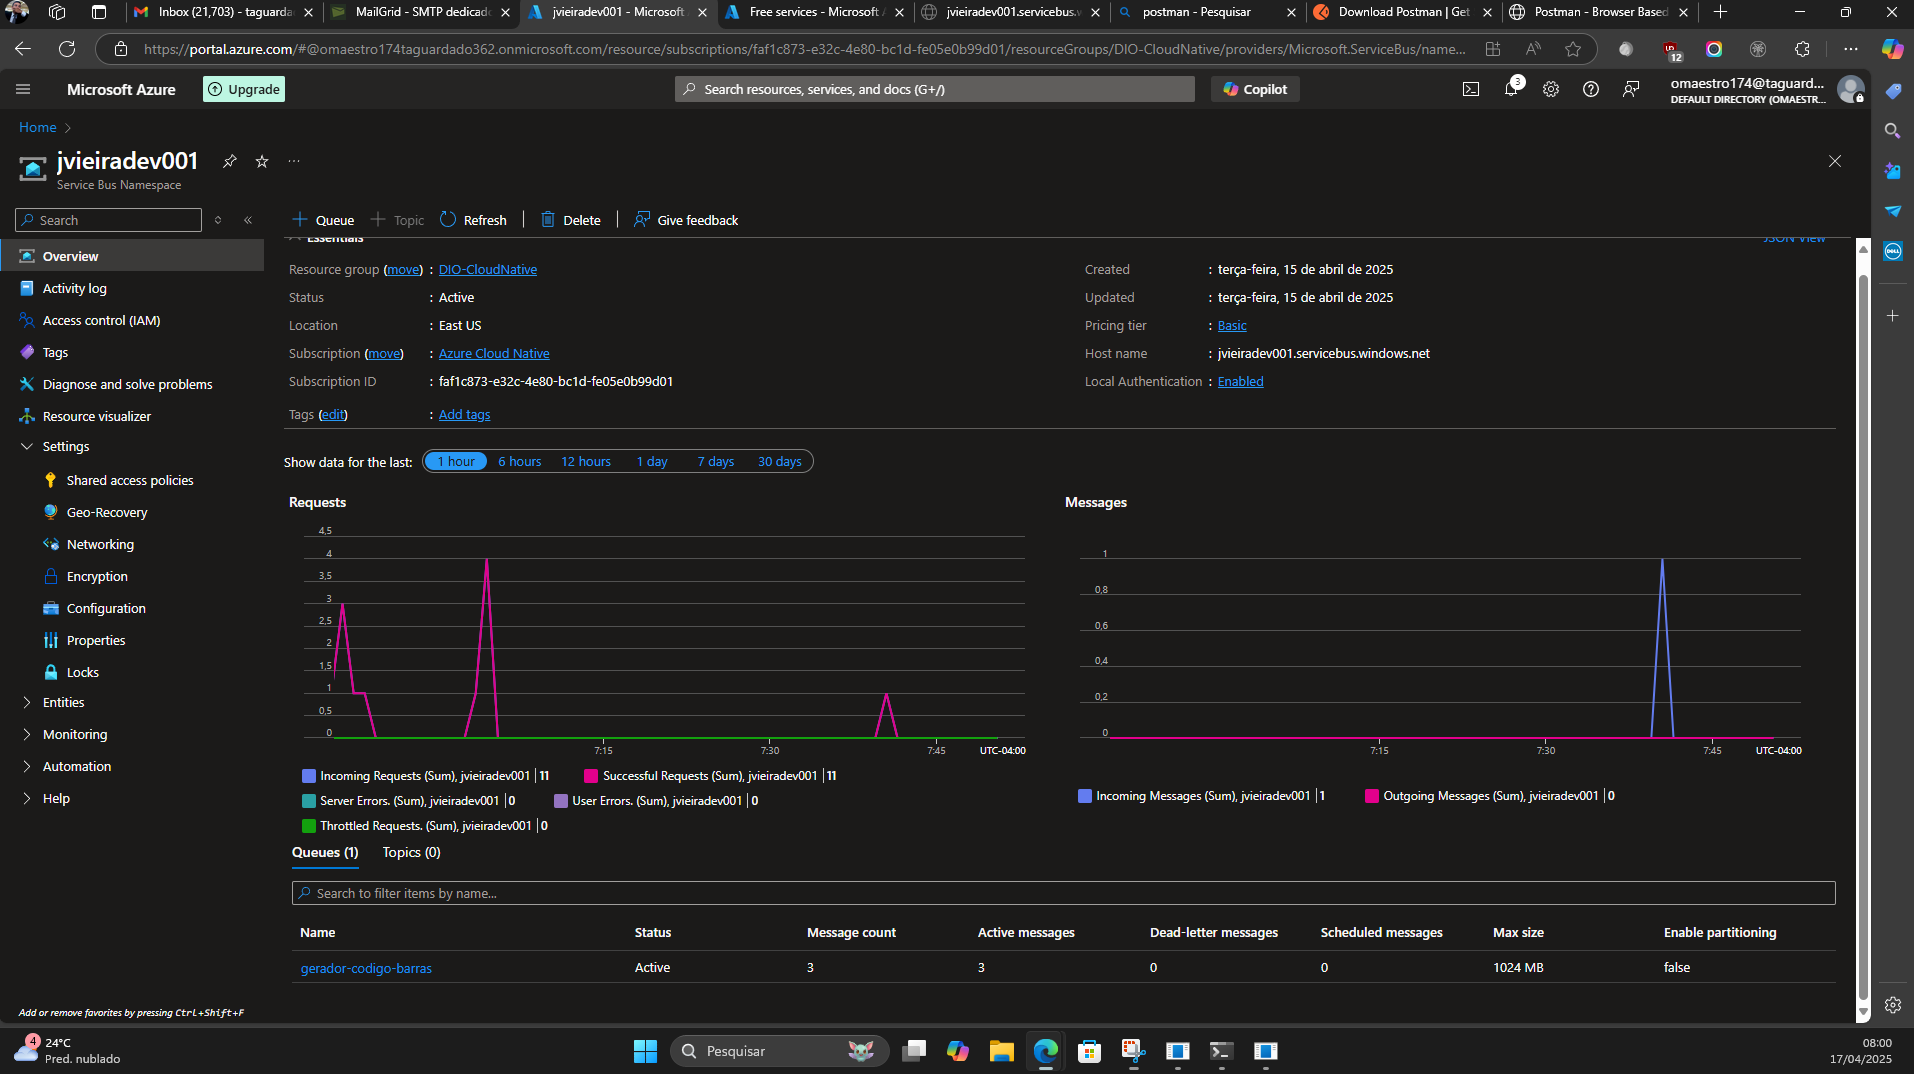 Inbox (21,703) - taguarda
MailGrid - SMTP dedicado
jvieiradev001 - Microsoft
Free services - Microsoft A
jvieiradev001.servicebus.w
postman - Pesquisar
Download Postman | Get
Postman - Browser Based
https://portal.azure.com/#@omaestro174taguardado362.onmicrosoft.com/resource/subscriptions/faf1c873-e32c-4e80-bc1d-fe05e0b99d01/resourceGroups/DIO-CloudNative/providers/Microsoft.ServiceBus/name...
12
Microsoft Azure
Upgrade
Search resources, services, and docs (G+/)
Copilot
3
omaestro174@taguard...
DEFAULT DIRECTORY (OMAESTR...
Home
jvieiradev001
Service Bus Namespace
Search
Queue
Topic
Refresh
Delete
Give feedback
Overview
Activity log
Access control (IAM)
Tags
Diagnose and solve problems
Resource visualizer
Settings
Shared access policies
Geo-Recovery
Networking
Encryption
Configuration
Properties
Locks
Entities
Monitoring
Automation
Help
Add or remove favorites by pressing Ctrl+Shift+F
Essentials
JSON View
Resource group (move) : DIO-CloudNative
Status : Active
Location : East US
Subscription (move) : Azure Cloud Native
Subscription ID : faf1c873-e32c-4e80-bc1d-fe05e0b99d01
Tags (edit) : Add tags
Created : terça-feira, 15 de abril de 2025
Updated : terça-feira, 15 de abril de 2025
Pricing tier : Basic
Host name : jvieiradev001.servicebus.windows.net
Local Authentication : Enabled
Show data for the last: 1 hour 6 hours 12 hours 1 day 7 days 30 days
Requests
4,5
4
3,5
3
2,5
2
1,5
1
0,5
0
7:15 7:30 7:45 UTC-04:00
Incoming Requests (Sum), jvieiradev001 | 11
Successful Requests (Sum), jvieiradev001 | 11
Server Errors. (Sum), jvieiradev001 | 0
User Errors. (Sum), jvieiradev001 | 0
Throttled Requests. (Sum), jvieiradev001 | 0
Messages
1
0,8
0,6
0,4
0,2
0
7:15 7:30 7:45 UTC-04:00
Incoming Messages (Sum), jvieiradev001 | 1
Outgoing Messages (Sum), jvieiradev001 | 0
Queues (1) Topics (0)
Search to filter items by name...
Name Status Message count Active messages Dead-letter messages Scheduled messages Max size Enable partitioning
gerador-codigo-barras Active 3 3 0 0 1024 MB false
4
24°C
Pred. nublado
Pesquisar
08:00
17/04/2025